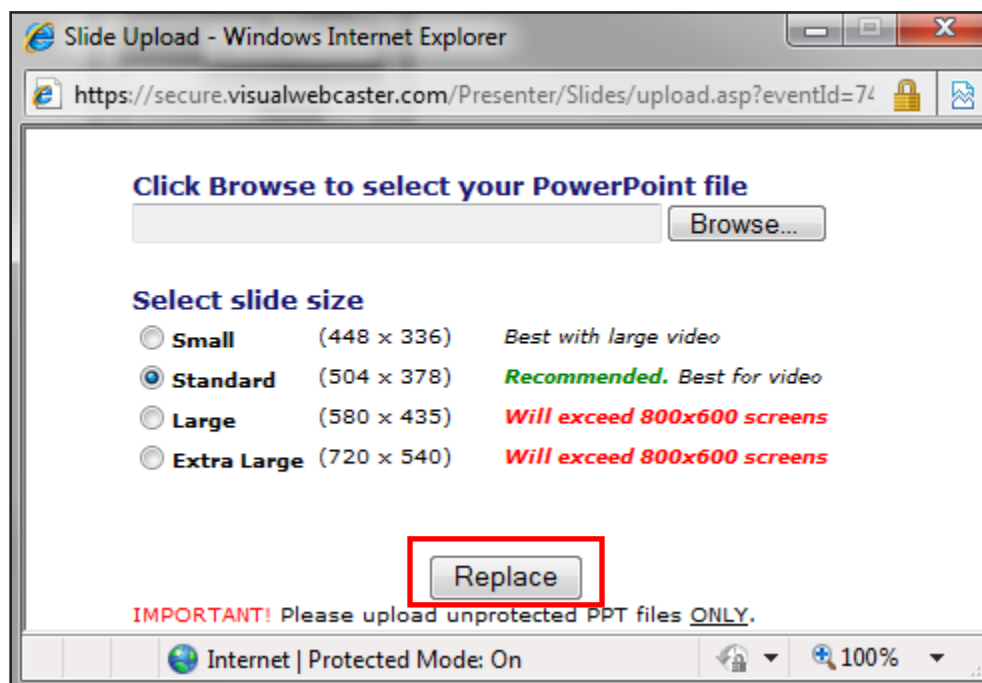 Slide Upload - Windows Internet Explorer
https://secure.visualwebcaster.com/Presenter/Slides/upload.asp?eventId=74
Click Browse to select your PowerPoint file
Browse...
Select slide size
Small (448 x 336) Best with large video
Standard (504 x 378) Recommended. Best for video
Large (580 x 435) Will exceed 800x600 screens
Extra Large (720 x 540) Will exceed 800x600 screens
Replace
IMPORTANT! Please upload unprotected PPT files ONLY.
Internet | Protected Mode: On 100%